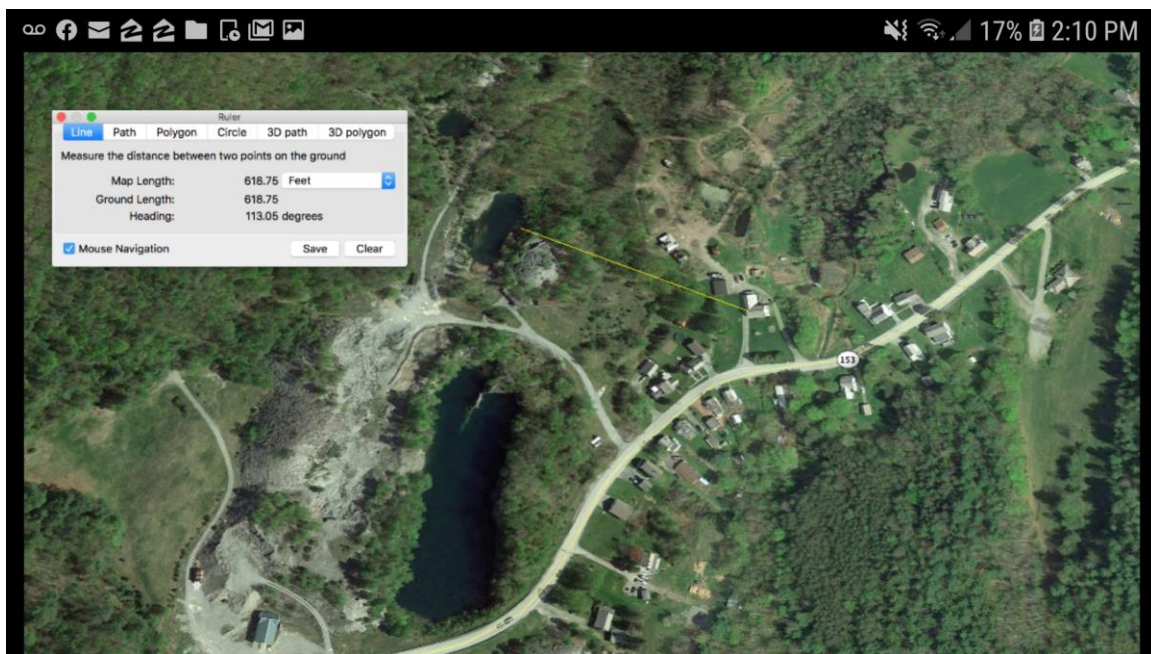 17% 2:10 PM
Ruler
Line Path Polygon Circle 3D path 3D polygon
Measure the distance between two points on the ground
Map Length: 618.75 Feet
Ground Length: 618.75
Heading: 113.05 degrees
Mouse Navigation Save Clear
153